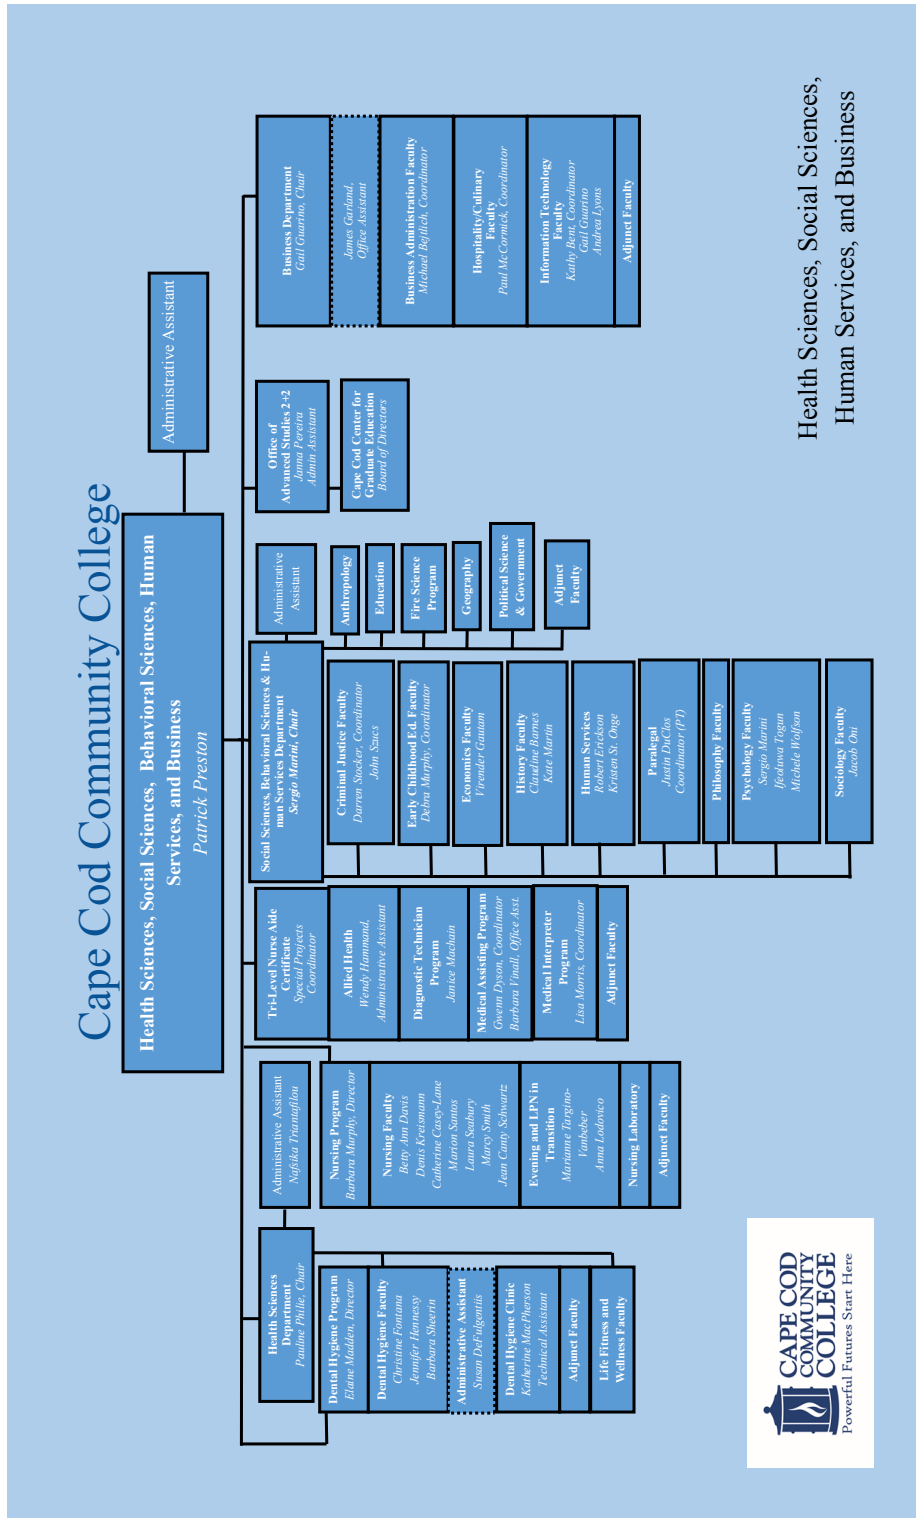 Cape Cod Community College
Health Sciences, Social Sciences, Behavioral Sciences, Human
Services, and Business
Patrick Preston
Administrative Assistant
Health Sciences
Department
Pauline Philie, Chair
Administrative Assistant
Nafsika Triantafilou
Dental Hygiene Program
Elaine Madden, Director
Dental Hygiene Faculty
Christine Fontana
Jennifer Hennessy
Barbara Sheerin
Administrative Assistant
Susan DeFulgentiis
Dental Hygiene Clinic
Katherine MacPherson
Technical Assistant
Adjunct Faculty
Life Fitness and
Wellness Faculty
Nursing Program
Barbara Murphy, Director
Nursing Faculty
Betty Ann Davis
Denis Kreismann
Catherine Casey-Lane
Marion Santos
Laura Seabury
Marcy Smith
Jean Canty Schwartz
Evening and LPN in
Transition
Marianne Targino-
Vanbeber
Anna Lodovico
Nursing Laboratory
Adjunct Faculty
Tri-Level Nurse Aide
Certificate
Special Projects
Coordinator
Allied Health
Wendy Hammand,
Administrative Assistant
Diagnostic Technician
Program
Janice Machain
Medical Assisting Program
Gwenn Dyson, Coordinator
Barbara Vinall, Office Asst.
Medical Interpreter
Program
Lisa Morris, Coordinator
Adjunct Faculty
Social Sciences, Behavioral Sciences & Hu-
man Services Department
Sergio Marini, Chair
Administrative
Assistant
Criminal Justice Faculty
Darren Stocker, Coordinator
John Szucs
Early Childhood Ed. Faculty
Debra Murphy, Coordinator
Economics Faculty
Virender Gautam
History Faculty
Claudine Barnes
Kate Martin
Human Services
Robert Erickson
Kristen St. Onge
Paralegal
Justin DuClos
Coordinator (PT)
Philosophy Faculty
Psychology Faculty
Sergio Marini
Ifeoluwa Togun
Michele Wolfson
Sociology Faculty
Jacob Oni
Anthropology
Education
Fire Science
Program
Geography
Political Science
& Government
Adjunct
Faculty
Office of
Advanced Studies 2+2
Janna Pereira
Admin Assistant
Cape Cod Center for
Graduate Education
Board of Directors
Business Department
Gail Guarino, Chair
James Garland,
Office Assistant
Business Administration Faculty
Michael Bejtlich, Coordinator
Hospitality/Culinary
Faculty
Paul McCormick, Coordinator
Information Technology
Faculty
Kathy Bent, Coordinator
Gail Guarino
Andrea Lyons
Adjunct Faculty
CAPE COD
COMMUNITY
COLLEGE
Powerful Futures Start Here
Health Sciences, Social Sciences,
Human Services, and Business